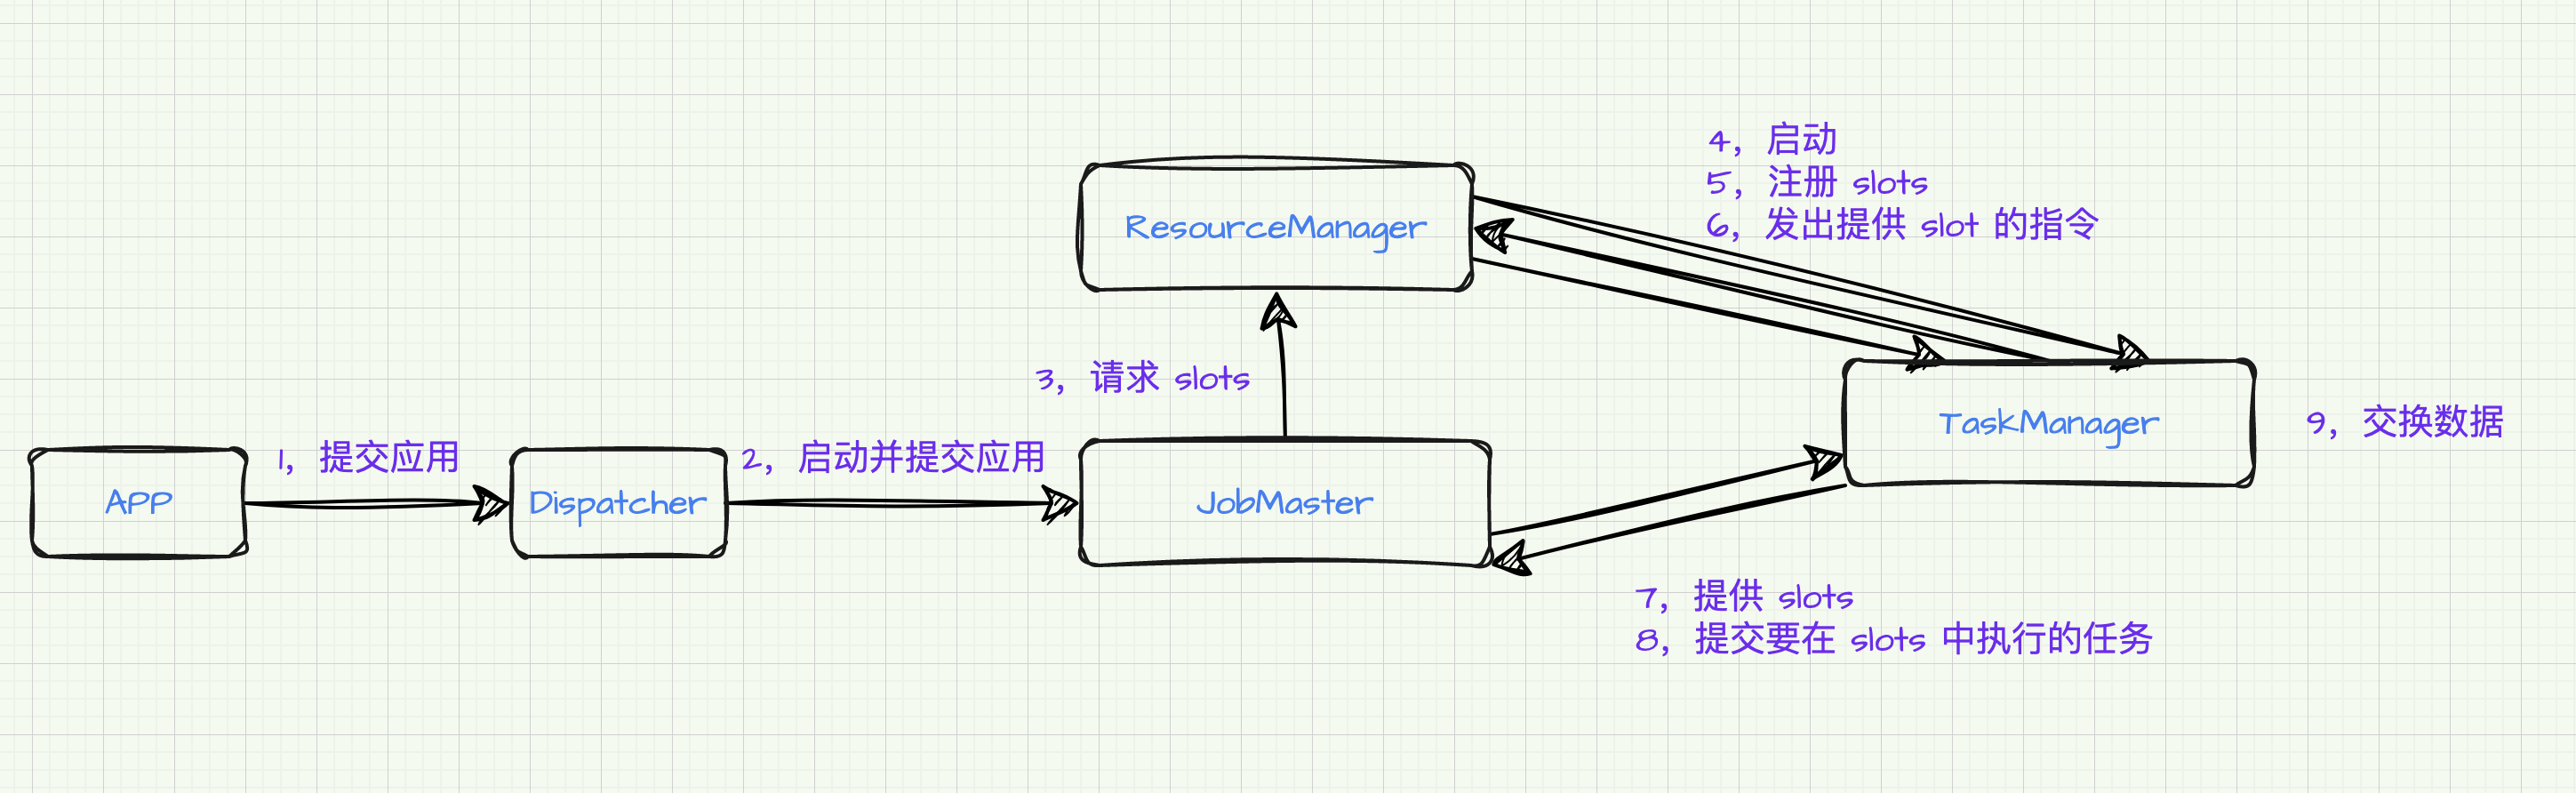 4, 启动
5, 注册 slots
6, 发出提供 slot 的指令
ResourceManager
3, 请求 slots
TaskManager
9, 交换数据
1, 提交应用
2, 启动并提交应用
APP
Dispatcher
JobMaster
7, 提供 slots
8, 提交要在 slots 中执行的任务